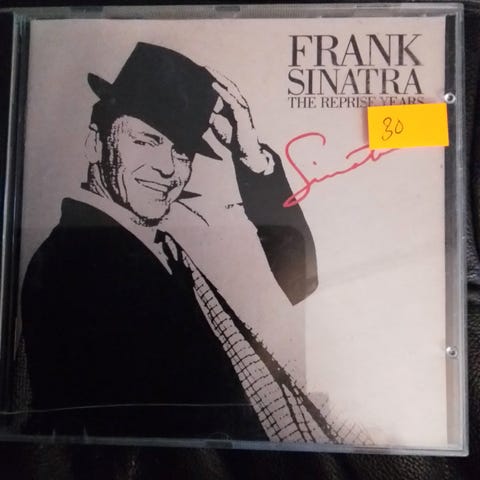 FRANK
SINATRA
THE REPRISE YEARS
30
Sinatra